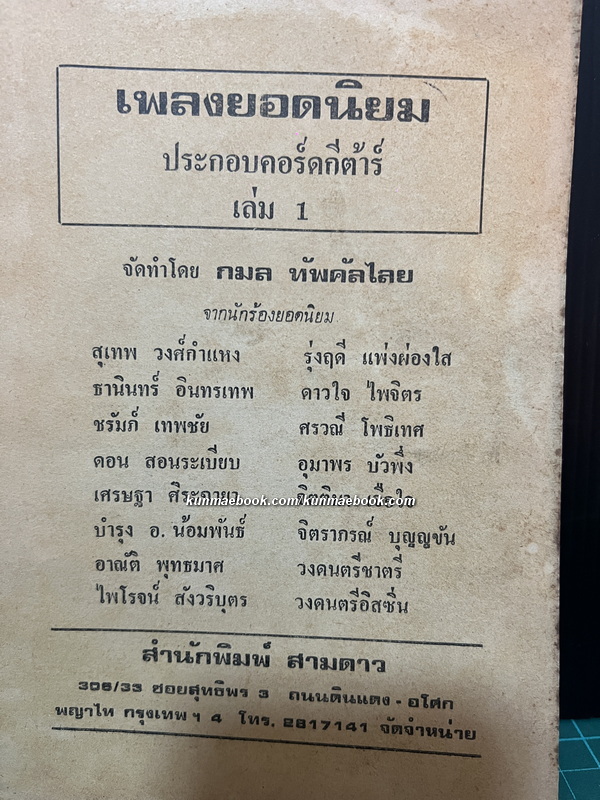 เพลงยอดนิยม
ประกอบคอร์ดกีต้าร์
เล่ม 1
จัดทำโดย กมล ทัพคัลไลย
จากนักร้องยอดนิยม
สุเทพ วงศ์กำแหง รุ่งฤดี แพ่งผ่องใส
ธานินทร์ อินทรเทพ ดาวใจ ไพจิตร
ชรัมภ์ เทพชัย ศรวณี โพธิเทศ
ดอน สอนระเบียบ อุมาพร บัวพึ่ง
เศรษฐา
kunmaebook.com/kunmaebook.com
บำรุง อ. น้อมพันธ์ จิตราภรณ์ บุญญขัน
อาณัติ พุทธมาศ วงดนตรีชาตรี
ไพโรจน์ สังวริบุตร วงดนตรีอิสซึ่น
สำนักพิมพ์ สามดาว
306/33 ซอยสุทธิพร 3 ถนนดินแดง - อโศก
พญาไท กรุงเทพ ฯ 4 โทร. 2817141 จัดจำหน่าย